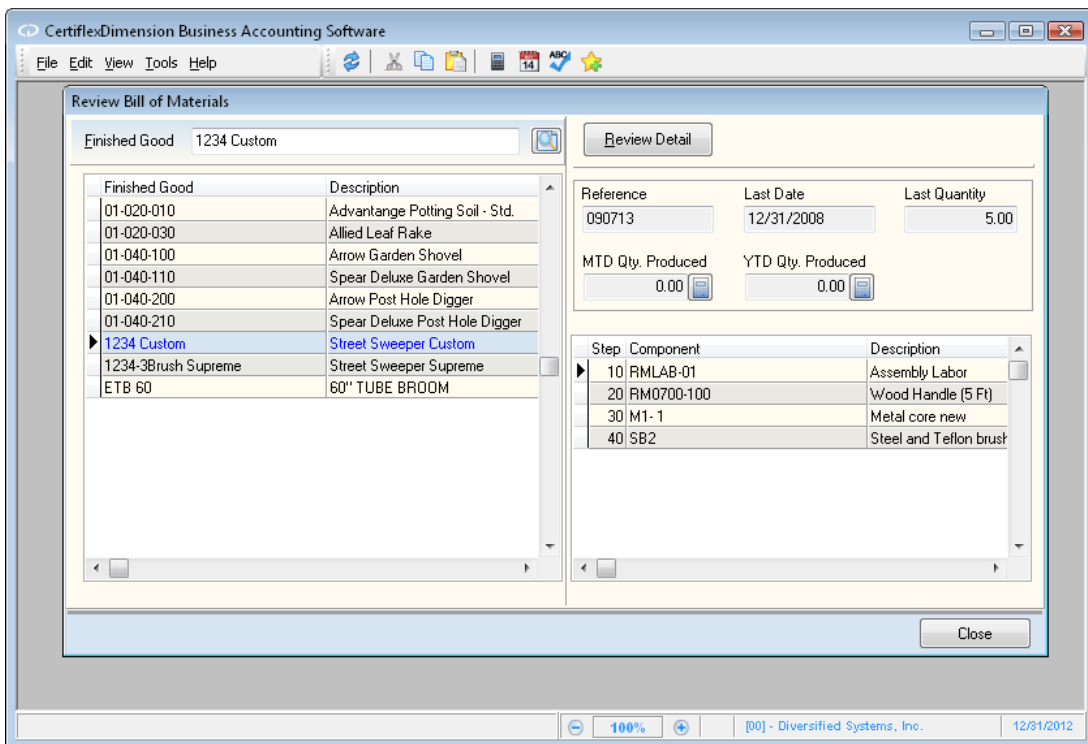 CertiflexDimension Business Accounting Software
File Edit View Tools Help 14 ABC
Review Bill of Materials
Finished Good 1234 Custom Review Detail
Finished Good Description
01-020-010 Advantange Potting Soil - Std.
01-020-030 Allied Leaf Rake
01-040-100 Arrow Garden Shovel
01-040-110 Spear Deluxe Garden Shovel
01-040-200 Arrow Post Hole Digger
01-040-210 Spear Deluxe Post Hole Digger
1234 Custom Street Sweeper Custom
1234-3Brush Supreme Street Sweeper Supreme
ETB 60 60" TUBE BROOM
Reference Last Date Last Quantity
090713 12/31/2008 5.00
MTD Qty. Produced YTD Qty. Produced
0.00 0.00
Step Component Description
10 RMLAB-01 Assembly Labor
20 RM0700-100 Wood Handle (5 Ft)
30 M1-1 Metal core new
40 SB2 Steel and Teflon brush
Close
100% [00] - Diversified Systems, Inc. 12/31/2012